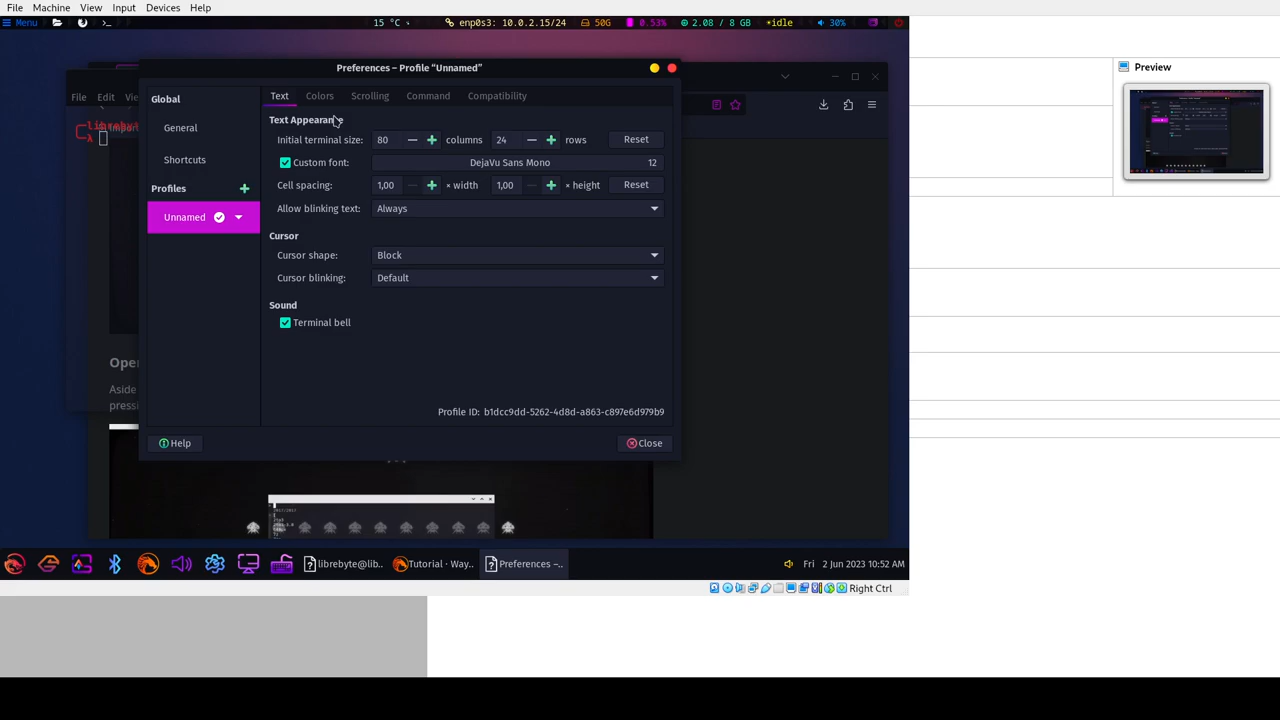 File Machine View Input Devices Help
Menu 15 °C enp0s3: 10.0.2.15/24 50G 0.53% 2.08 / 8 GB idle 30%
Preferences – Profile “Unnamed”
Preview
File Edit
Global
Text Colors Scrolling Command Compatibility
Text Appearance
General
Initial terminal size: 80 columns 24 rows Reset
Custom font: DejaVu Sans Mono 12
Shortcuts
Cell spacing: 1,00 × width 1,00 × height Reset
Profiles
Allow blinking text: Always
Unnamed
Cursor
Cursor shape: Block
Cursor blinking: Default
Sound
Terminal bell
Aside
Profile ID: b1dcc9dd-5262-4d8d-a863-c897e6d979b9
Help Close
librebyte@lib.. Tutorial · Way.. Preferences –.. Fri 2 Jun 2023 10:52 AM
Right Ctrl